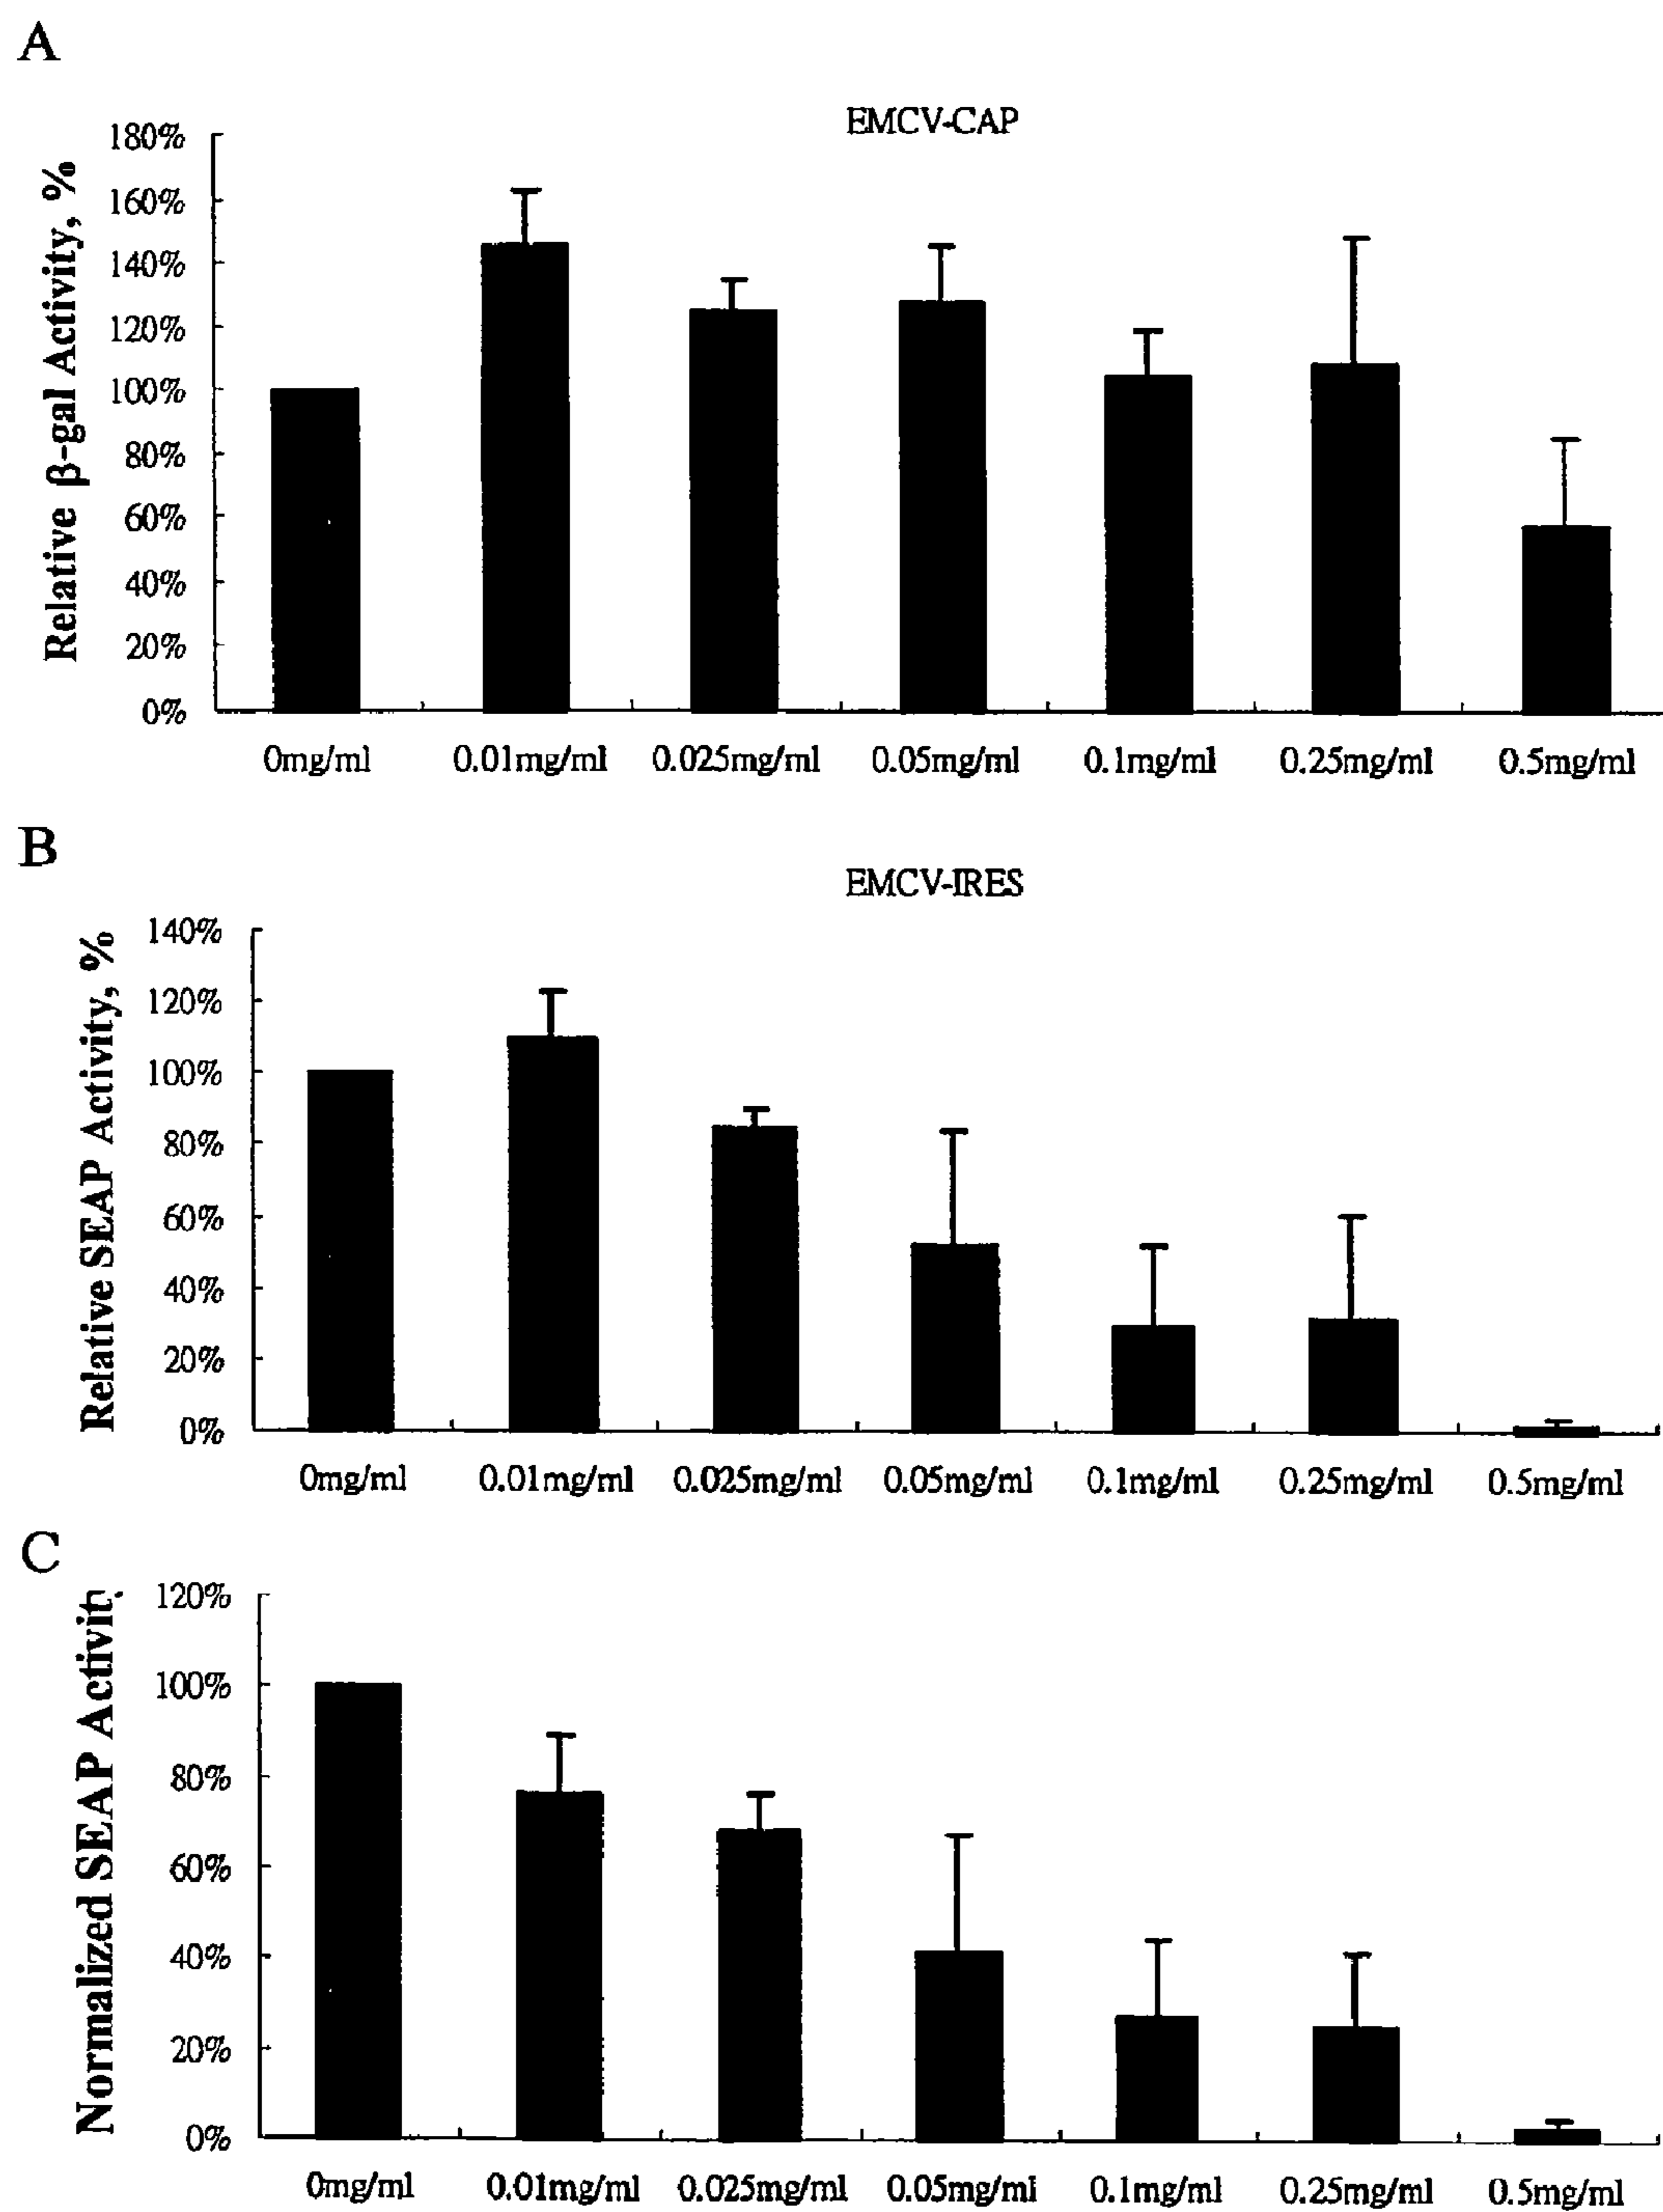 A
EMCV-CAP
Relative β-gal Activity, %
180%
160%
140%
120%
100%
80%
60%
40%
20%
0%
0mg/ml 0.01mg/ml 0.025mg/ml 0.05mg/ml 0.1mg/ml 0.25mg/ml 0.5mg/ml
B
EMCV-IRES
Relative SEAP Activity, %
140%
120%
100%
80%
60%
40%
20%
0%
0mg/ml 0.01mg/ml 0.025mg/ml 0.05mg/ml 0.1mg/ml 0.25mg/ml 0.5mg/ml
C
Normalized SEAP
120%
100%
80%
60%
40%
20%
0%
0mg/ml 0.01mg/ml 0.025mg/ml 0.05mg/ml 0.1mg/ml 0.25mg/ml 0.5mg/ml